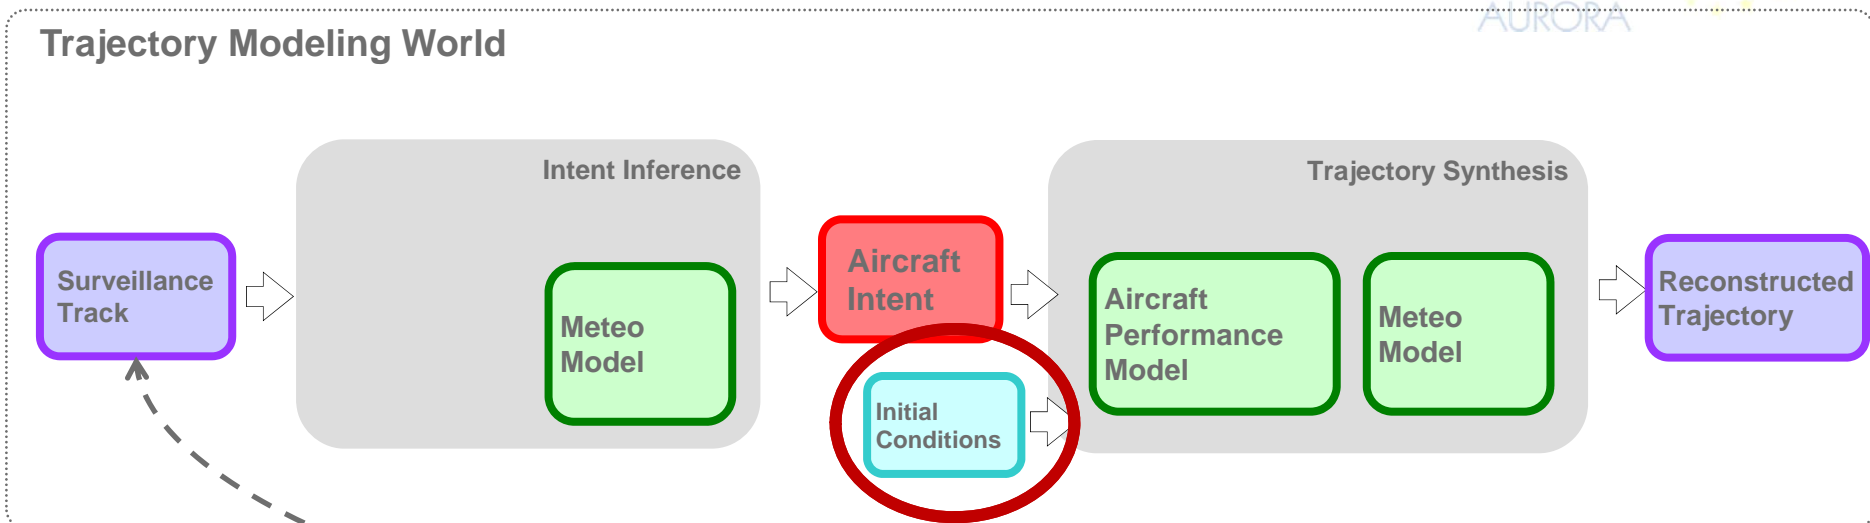 AURORA
Trajectory Modeling World
Intent Inference
Trajectory Synthesis
Surveillance
Track
Meteo
Model
Aircraft
Intent
Initial
Conditions
Aircraft
Performance
Model
Meteo
Model
Reconstructed
Trajectory